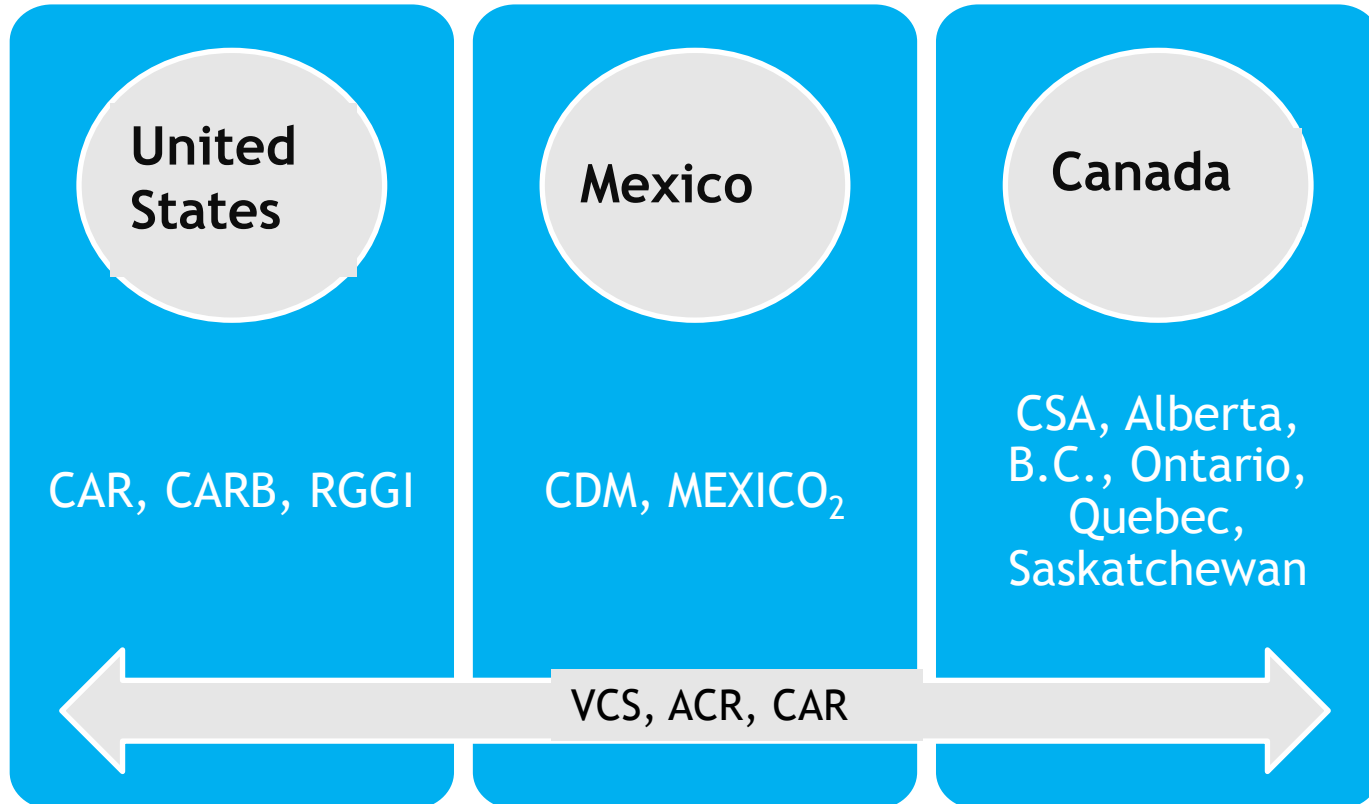 United
States
CAR, CARB, RGGI
Mexico
CDM, MEXICO₂
Canada
CSA, Alberta,
B.C., Ontario,
Quebec,
Saskatchewan
VCS, ACR, CAR